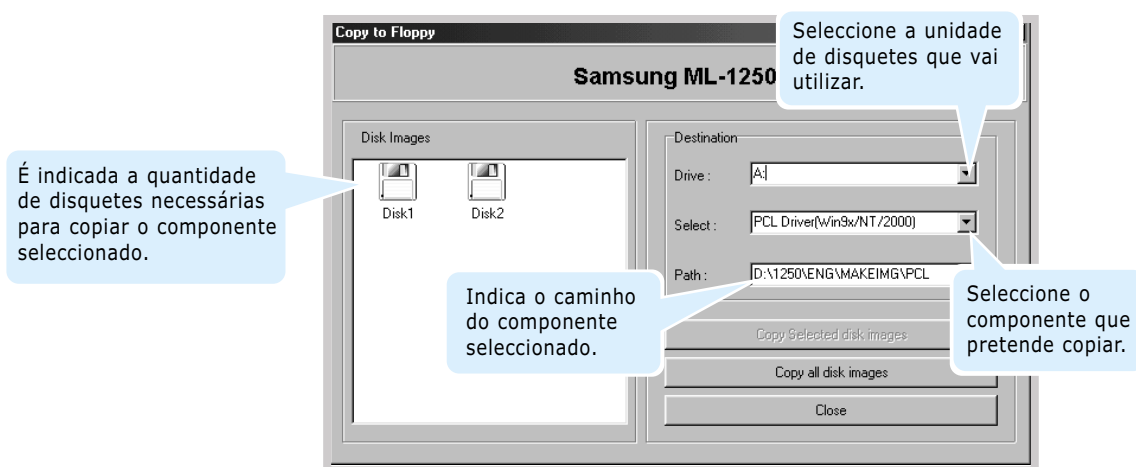 Copy to Floppy
Samsung ML-1250
Seleccione a unidade
de disquetes que vai
utilizar.
É indicada a quantidade
de disquetes necessárias
para copiar o componente
seleccionado.
Disk Images
Disk1 Disk2
Destination
Drive : A:
Select : PCL Driver(Win9x/NT/2000)
Path : D:\1250\ENG\MAKEIMG\PCL
Indica o caminho
do componente
seleccionado.
Seleccione o
componente que
pretende copiar.
Copy Selected disk images
Copy all disk images
Close